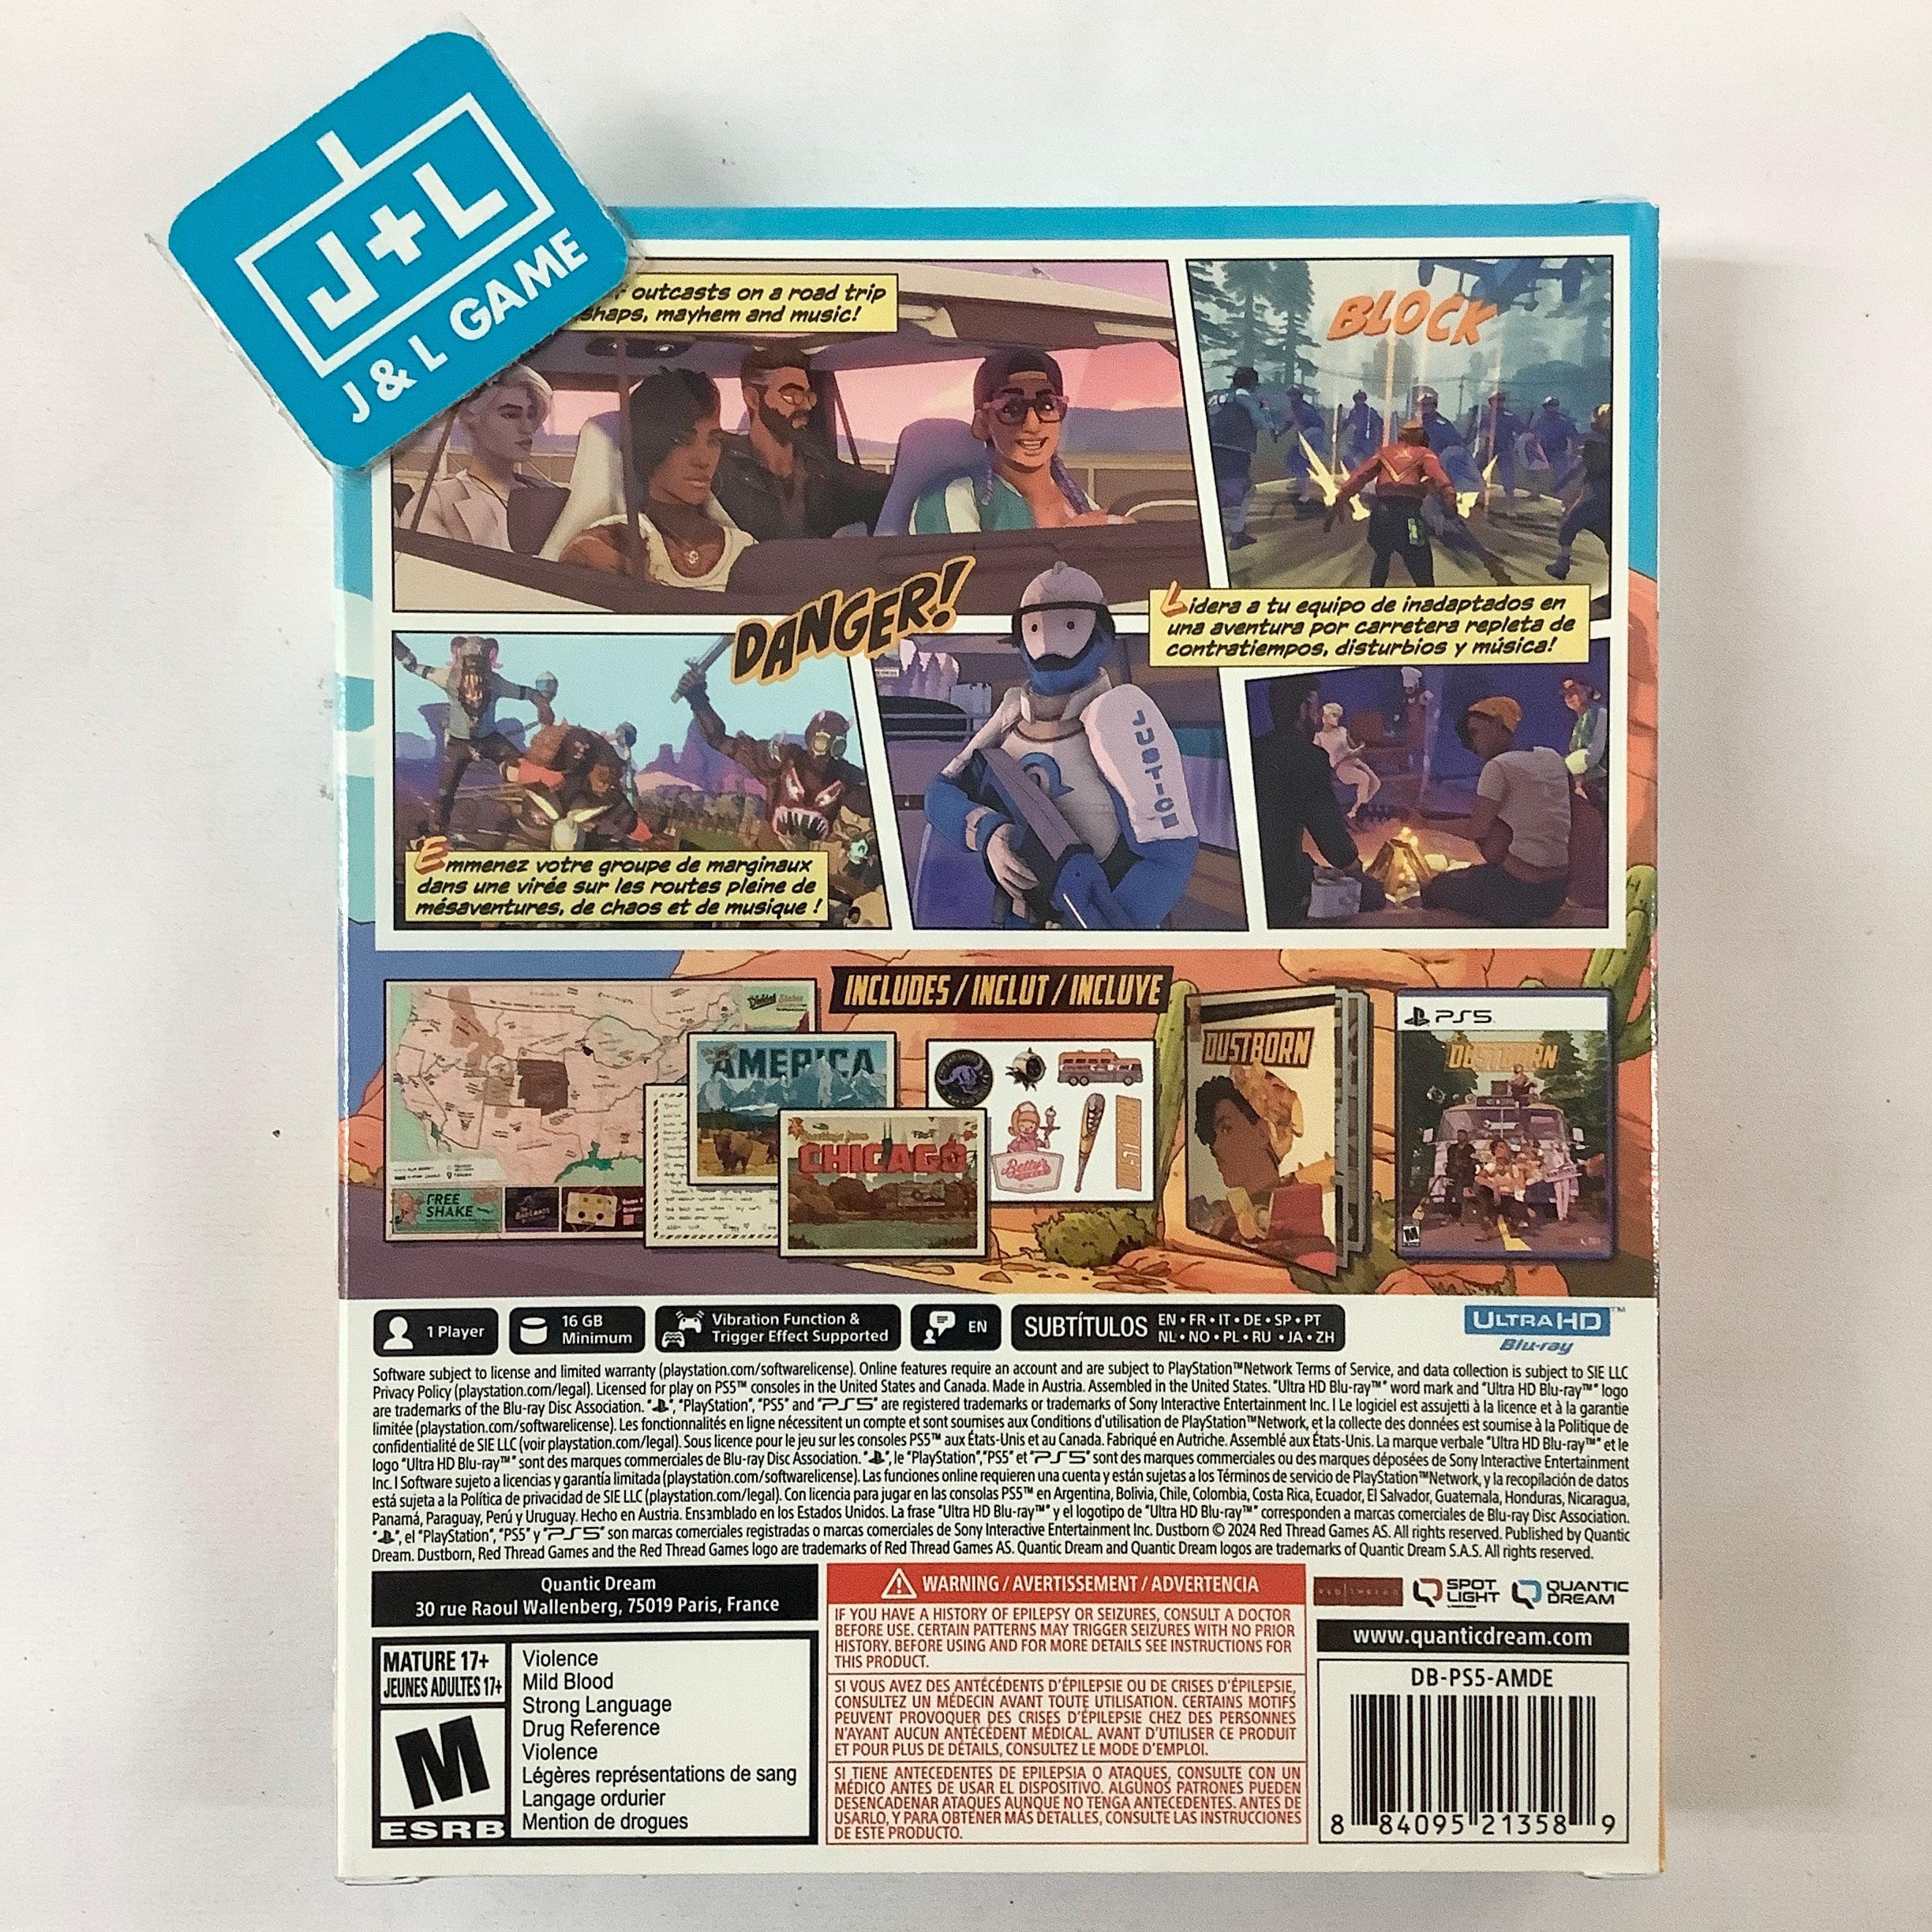 J+L
J & L GAME
outcasts on a road trip
shaps, mayhem and music!
BLOCK
DANGER!
Lidera a tu equipo de inadaptados en
una aventura por carretera repleta de
contratiempos, disturbios y música!
JUSTICE
Emmenez votre groupe de marginaux
dans une virée sur les routes pleine de
mésaventures, de chaos et de musique !
INCLUDES / INCLUT / INCLUYE
AMERICA
Greetings from
CHICAGO
FREE
SHAKE
Betty's
DUSTBORN
DUSTBORN
PS5
DUSTBORN
M
1 Player
16 GB
Minimum
Vibration Function &
Trigger Effect Supported
EN
SUBTÍTULOS
EN • FR • IT • DE • SP • PT
NL • NO • PL • RU • JA • ZH
ULTRA HD™
Blu-ray
Software subject to license and limited warranty (playstation.com/softwarelicense). Online features require an account and are subject to PlayStation™Network Terms of Service, and data collection is subject to SIE LLC
Privacy Policy (playstation.com/legal). Licensed for play on PS5™ consoles in the United States and Canada. Made in Austria. Assembled in the United States. "Ultra HD Blu-ray™" word mark and "Ultra HD Blu-ray™" logo
are trademarks of the Blu-ray Disc Association. "", "PlayStation", "PS5" and "PS5" are registered trademarks or trademarks of Sony Interactive Entertainment Inc. I Le logiciel est assujetti à la licence et à la garantie
limitée (playstation.com/softwarelicense). Les fonctionnalités en ligne nécessitent un compte et sont soumises aux Conditions d'utilisation de PlayStation™Network, et la collecte des données est soumise à la Politique de
confidentialité de SIE LLC (voir playstation.com/legal). Sous licence pour le jeu sur les consoles PS5™ aux États-Unis et au Canada. Fabriqué en Autriche. Assemblé aux États-Unis. La marque verbale "Ultra HD Blu-ray™" et le
logo "Ultra HD Blu-ray™" sont des marques commerciales de Blu-ray Disc Association. "", le "PlayStation","PS5" et "PS5" sont des marques commerciales ou des marques déposées de Sony Interactive Entertainment
Inc. I Software sujeto a licencias y garantía limitada (playstation.com/softwarelicense). Las funciones online requieren una cuenta y están sujetas a los Términos de servicio de PlayStation™Network, y la recopilación de datos
está sujeta a la Política de privacidad de SIE LLC (playstation.com/legal). Con licencia para jugar en las consolas PS5™ en Argentina, Bolivia, Chile, Colombia, Costa Rica, Ecuador, El Salvador, Guatemala, Honduras, Nicaragua,
Panamá, Paraguay, Perú y Uruguay. Hecho en Austria. Ensamblado en los Estados Unidos. La frase "Ultra HD Blu-ray™" y el logotipo de "Ultra HD Blu-ray™" corresponden a marcas comerciales de Blu-ray Disc Association.
"", el "PlayStation", "PS5" y "PS5" son marcas comerciales registradas o marcas comerciales de Sony Interactive Entertainment Inc. Dustborn © 2024 Red Thread Games AS. All rights reserved. Published by Quantic
Dream. Dustborn, Red Thread Games and the Red Thread Games logo are trademarks of Red Thread Games AS. Quantic Dream and Quantic Dream logos are trademarks of Quantic Dream S.A.S. All rights reserved.
Quantic Dream
30 rue Raoul Wallenberg, 75019 Paris, France
MATURE 17+
JEUNES ADULTES 17+
M
ESRB
Violence
Mild Blood
Strong Language
Drug Reference
Violence
Légères représentations de sang
Langage ordurier
Mention de drogues
WARNING / AVERTISSEMENT / ADVERTENCIA
IF YOU HAVE A HISTORY OF EPILEPSY OR SEIZURES, CONSULT A DOCTOR
BEFORE USE. CERTAIN PATTERNS MAY TRIGGER SEIZURES WITH NO PRIOR
HISTORY. BEFORE USING AND FOR MORE DETAILS SEE INSTRUCTIONS FOR
THIS PRODUCT.
SI VOUS AVEZ DES ANTÉCÉDENTS D'ÉPILEPSIE OU DE CRISES D'ÉPILEPSIE,
CONSULTEZ UN MÉDECIN AVANT TOUTE UTILISATION. CERTAINS MOTIFS
PEUVENT PROVOQUER DES CRISES D'ÉPILEPSIE CHEZ DES PERSONNES
N'AYANT AUCUN ANTÉCÉDENT MÉDICAL. AVANT D'UTILISER CE PRODUIT
ET POUR PLUS DE DÉTAILS, CONSULTEZ LE MODE D'EMPLOI.
SI TIENE ANTECEDENTES DE EPILEPSIA O ATAQUES, CONSULTE CON UN
MÉDICO ANTES DE USAR EL DISPOSITIVO. ALGUNOS PATRONES PUEDEN
DESENCADENAR ATAQUES AUNQUE NO TENGA ANTECEDENTES. ANTES DE
USARLO, Y PARA OBTENER MÁS DETALLES, CONSULTE LAS INSTRUCCIONES
DE ESTE PRODUCTO.
RED THREAD
SPOT
LIGHT
QUANTIC
DREAM
www.quanticdream.com
DB-PS5-AMDE
8 84095 21358 9